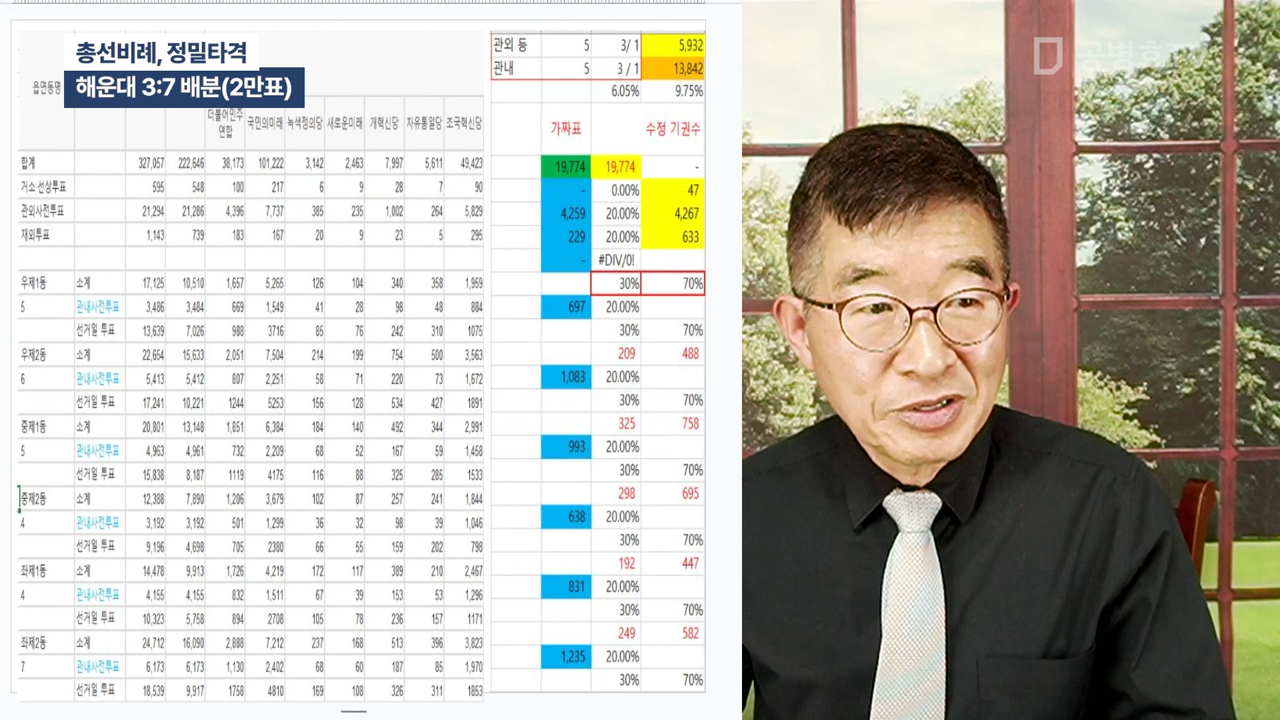 총선비례, 정밀타격
해운대 3:7 배분(2만표)
읍면동명
더불어민주연합 국민의미래 녹색정의당 새로운미래 개혁신당 자유통일당 조국혁신당
합계 327,057 222,646 38,173 101,222 3,142 2,463 7,997 5,611 49,423
거소·선상투표 595 548 100 217 6 9 28 7 90
관외사전투표 21,294 21,286 4,396 7,737 385 235 1,002 264 5,829
재외투표 1,143 739 183 167 20 9 23 5 295
우제1동 소계 17,125 10,510 1,657 5,265 126 104 340 358 1,959
5 관내사전투표 3,486 3,484 669 1,549 41 28 98 48 884
선거일 투표 13,639 7,026 988 3716 85 76 242 310 1075
우제2동 소계 22,654 15,633 2,051 7,504 214 199 754 500 3,563
6 관내사전투표 5,413 5,412 807 2,251 58 71 220 73 1,672
선거일 투표 17,241 10,221 1244 5253 156 128 534 427 1891
중제1동 소계 20,801 13,148 1,851 6,384 184 140 492 344 2,991
5 관내사전투표 4,963 4,961 732 2,209 68 52 167 59 1,458
선거일 투표 15,838 8,187 1119 4175 116 88 325 285 1533
중제2동 소계 12,388 7,890 1,206 3,679 102 87 257 241 1,844
4 관내사전투표 3,192 3,192 501 1,299 36 32 98 39 1,046
선거일 투표 9,196 4,698 705 2380 66 55 159 202 798
좌제1동 소계 14,478 9,913 1,726 4,219 172 117 389 210 2,467
4 관내사전투표 4,155 4,155 832 1,511 67 39 153 53 1,296
선거일 투표 10,323 5,758 894 2708 105 78 236 157 1171
좌제2동 소계 24,712 16,090 2,888 7,212 237 168 513 396 3,823
7 관내사전투표 6,173 6,173 1,130 2,402 68 60 187 85 1,970
선거일 투표 18,539 9,917 1758 4810 169 108 326 311 1853
관외 등 5 3/ 1 5,932
관내 5 3 / 1 13,842
6.05% 9.75%
가짜표 수정 기권수
19,774 19,774 -
- 0.00% 47
4,259 20.00% 4,267
229 20.00% 633
- #DIV/0!
30% 70%
697 20.00%
30% 70%
209 488
1,083 20.00%
30% 70%
325 758
993 20.00%
30% 70%
298 695
638 20.00%
30% 70%
192 447
831 20.00%
30% 70%
249 582
1,235 20.00%
30% 70%
공병호TV